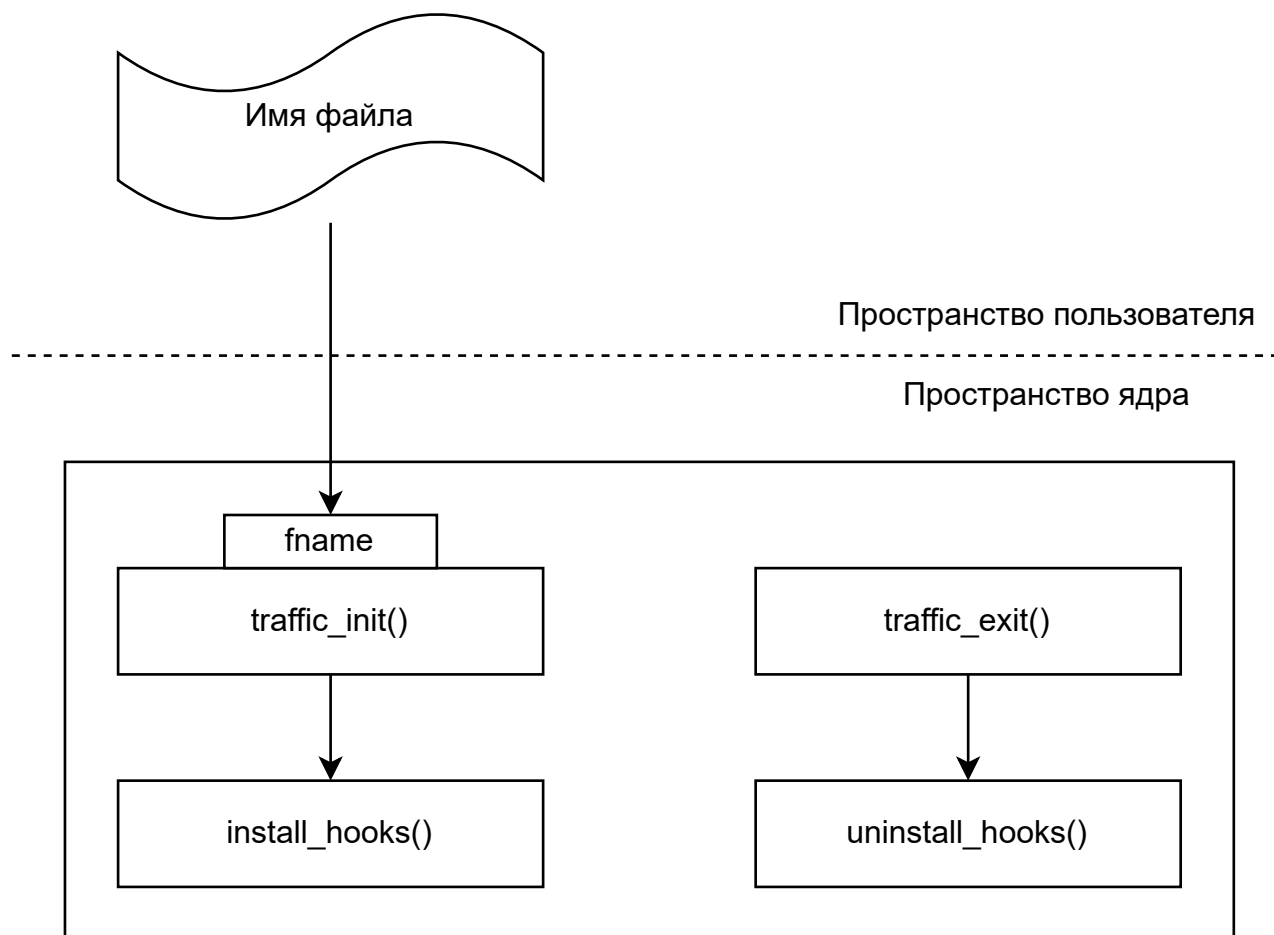 Имя файла
Пространство пользователя
Пространство ядра
fname
traffic_init()
traffic_exit()
install_hooks()
uninstall_hooks()